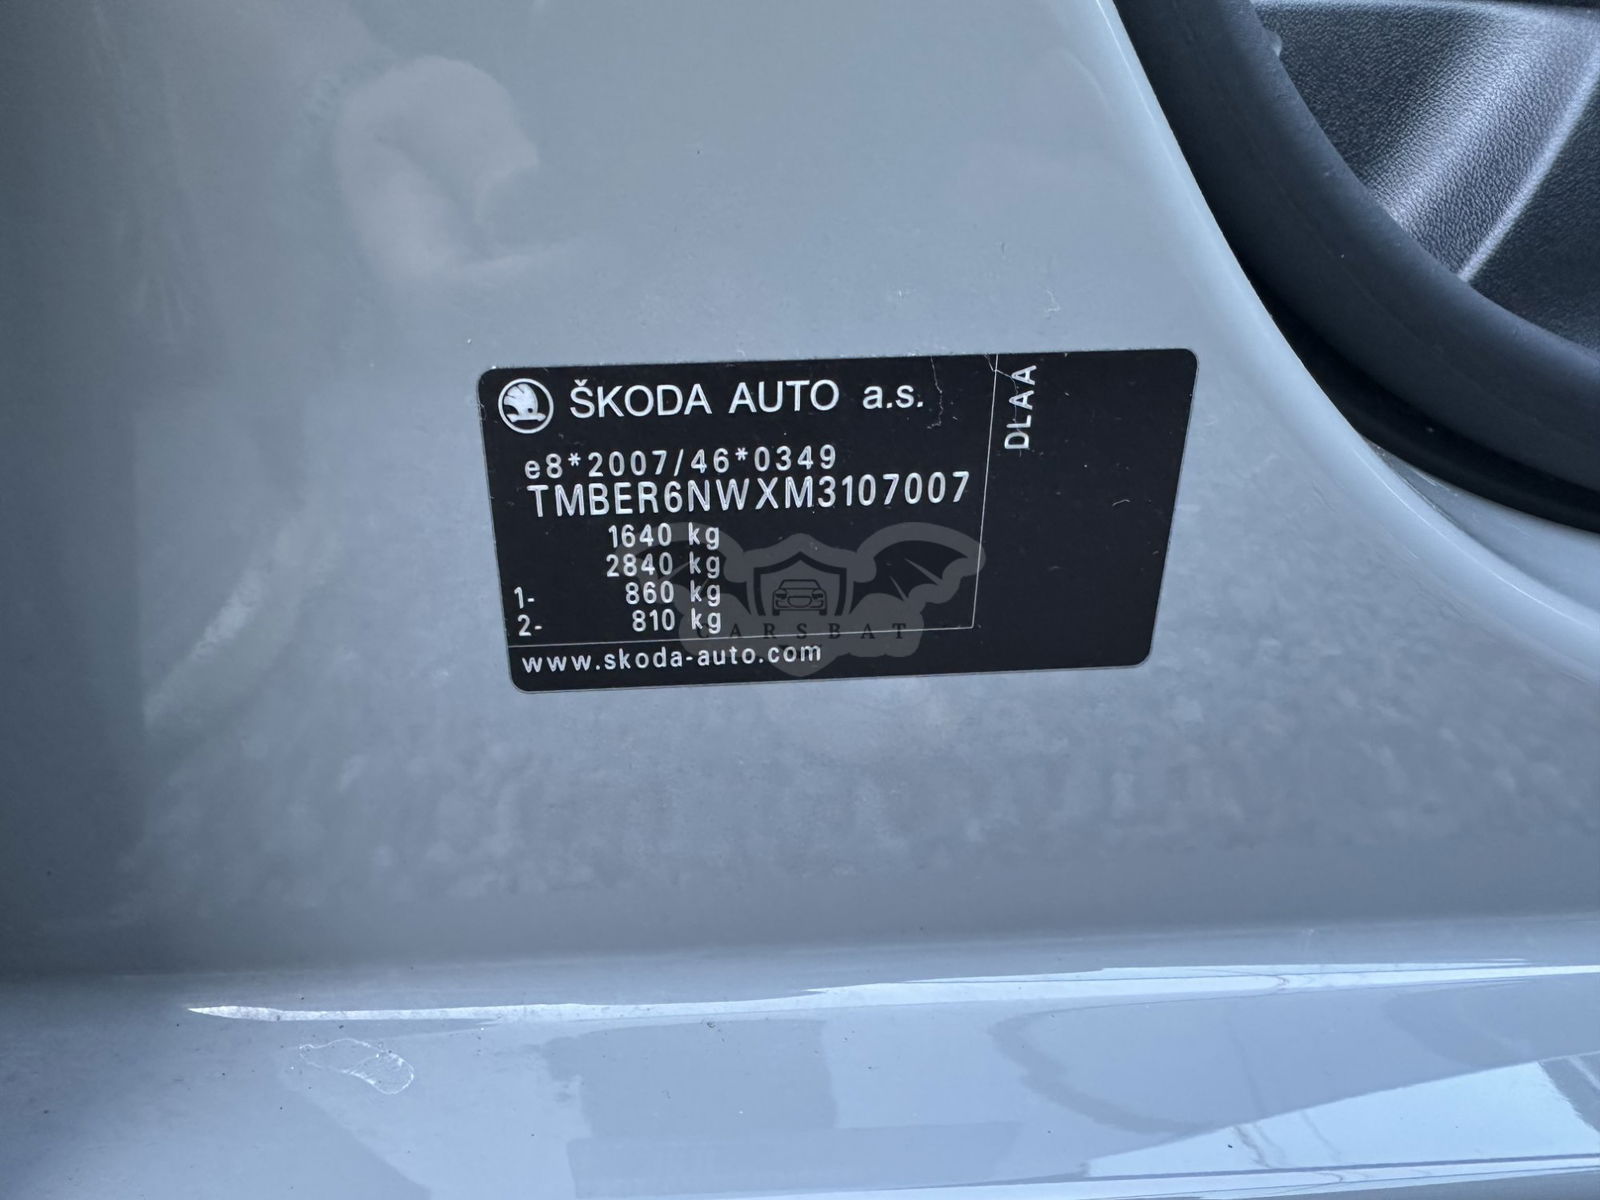 ŠKODA AUTO a.s.
DLAA
e8*2007/46*0349
TMBER6NWXM3107007
1640 kg
2840 kg
1- 860 kg
2- 810 kg
www.skoda-auto.com
CARSBAT